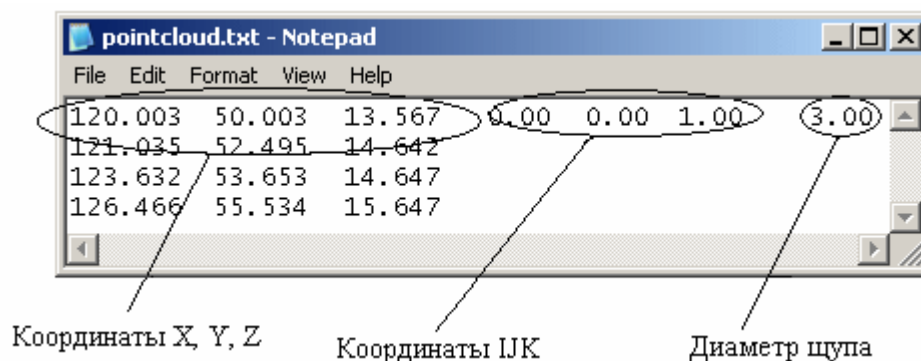 pointcloud.txt - Notepad
File Edit Format View Help
120.003 50.003 13.567 0.00 0.00 1.00 3.00
121.035 52.495 14.642
123.632 53.653 14.647
126.466 55.534 15.647
Координаты X, Y, Z
Координаты IJK
Диаметр щупа